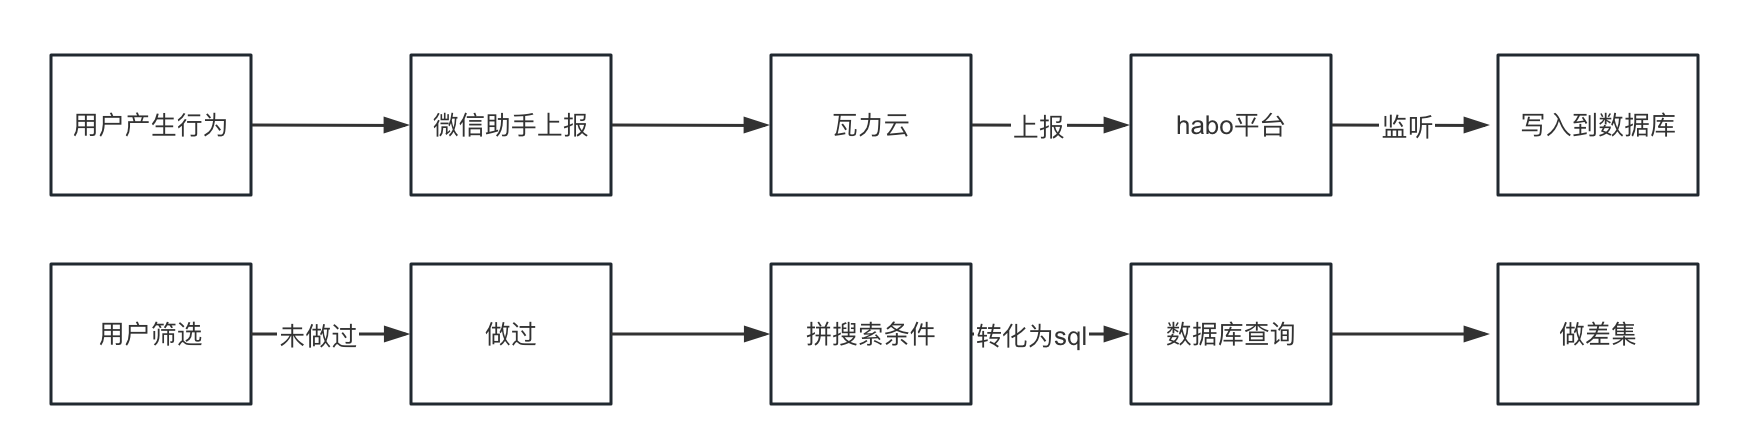 用户产生行为
微信助手上报
瓦力云
上报
habo平台
监听
写入到数据库
用户筛选
未做过
做过
拼搜索条件
转化为sql
数据库查询
做差集